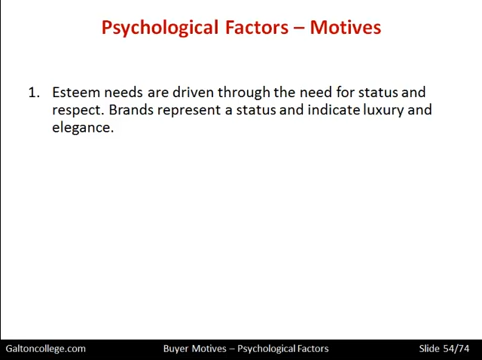 Psychological Factors – Motives
1. Esteem needs are driven through the need for status and
respect. Brands represent a status and indicate luxury and
elegance.
Galtoncollege.com Buyer Motives – Psychological Factors Slide 54/74